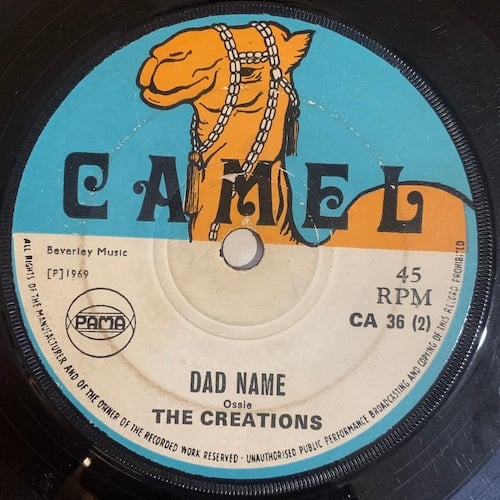 CAMEL
Beverley Music
[P]1969
45
RPM
CA 36 (2)
PAMA
DAD NAME
Ossie
THE CREATIONS
ALL RIGHTS OF THE MANUFACTURER AND OF THE OWNER OF THE RECORDED WORK RESERVED - UNAUTHORISED PUBLIC PERFORMANCE BROADCASTING AND COPYING OF THIS RECORD PROHIBITED